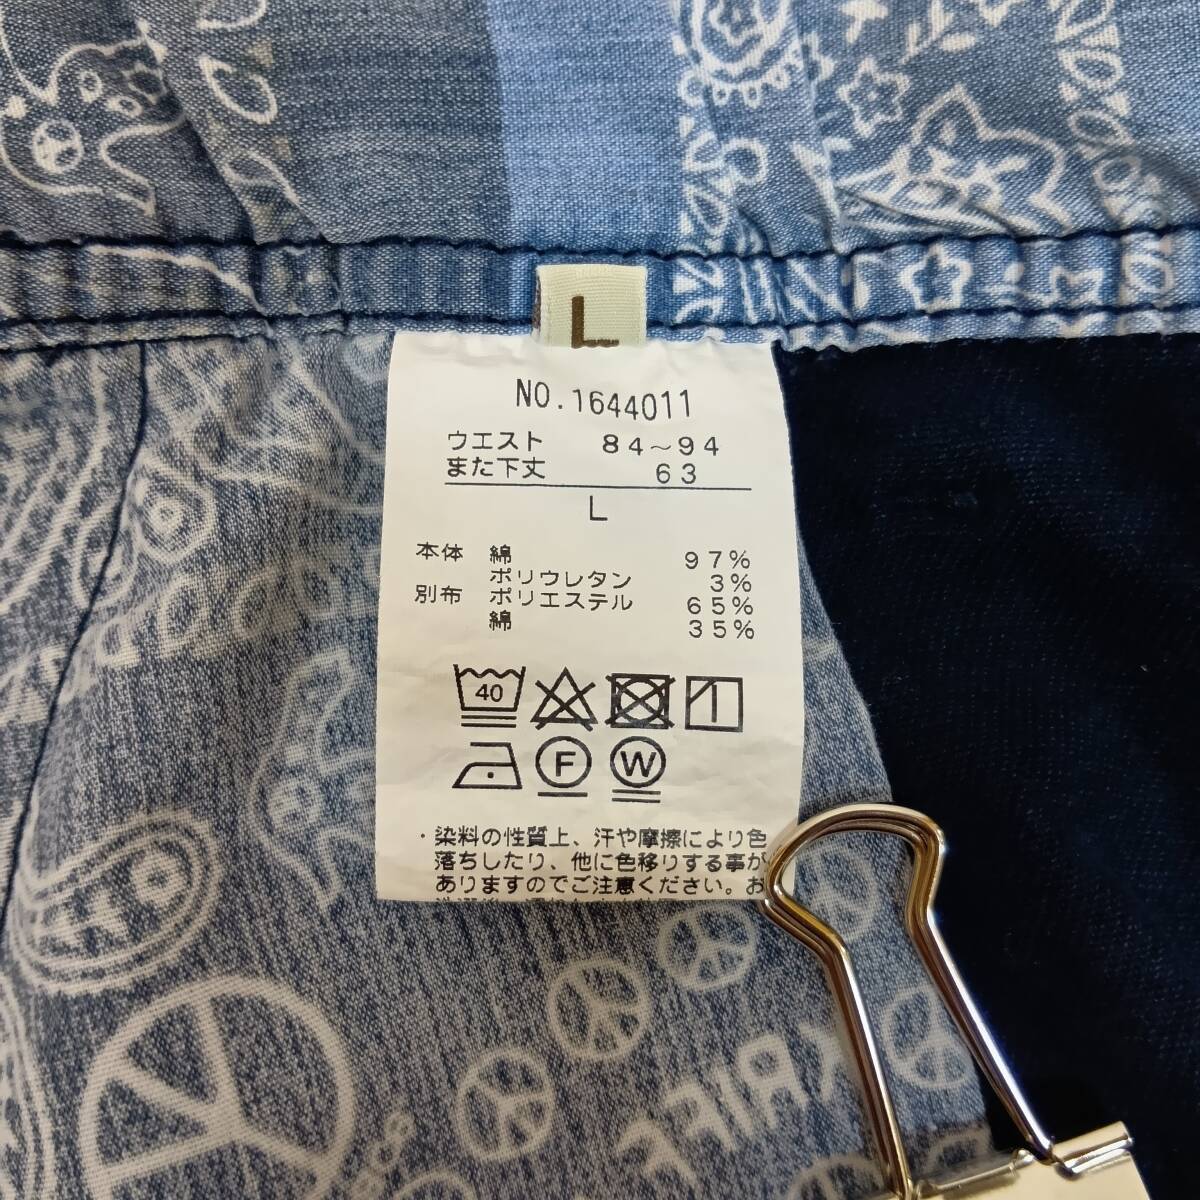 L
NO.1644011
ウエスト 84～94
また下丈 63
L
本体 綿 97%
ポリウレタン 3%
別布 ポリエステル 65%
綿 35%
40
F W
・染料の性質上、汗や摩擦により色
落ちしたり、他に色移りする事が
ありますのでご注意ください。お